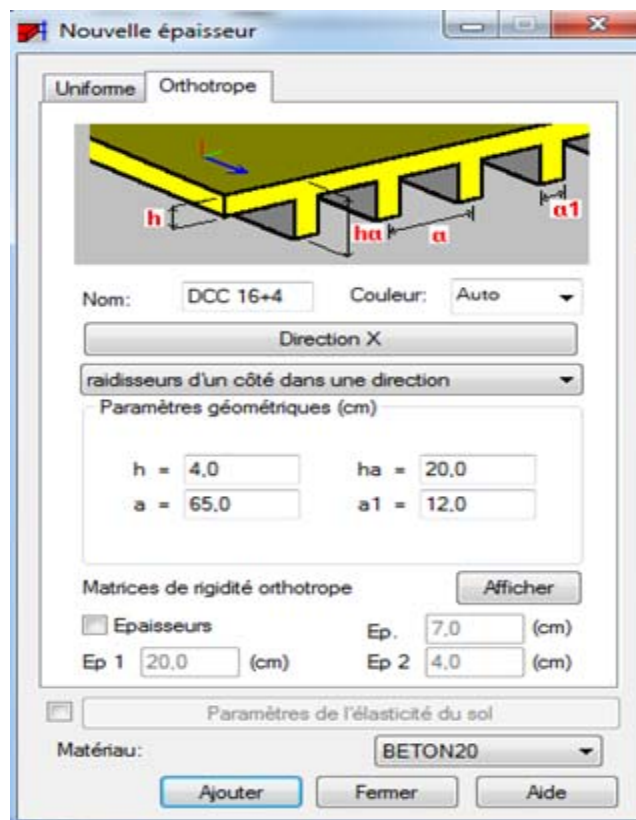 Nouvelle épaisseur
Uniforme Orthotrope
h ha a a1
Nom: DCC 16+4 Couleur: Auto
Direction X
raidisseurs d'un côté dans une direction
Paramètres géométriques (cm)
h = 4,0 ha = 20,0
a = 65,0 a1 = 12,0
Matrices de rigidité orthotrope Afficher
Epaisseurs Ep. 7,0 (cm)
Ep 1 20,0 (cm) Ep 2 4,0 (cm)
Paramètres de l'élasticité du sol
Matériau: BETON20
Ajouter Fermer Aide